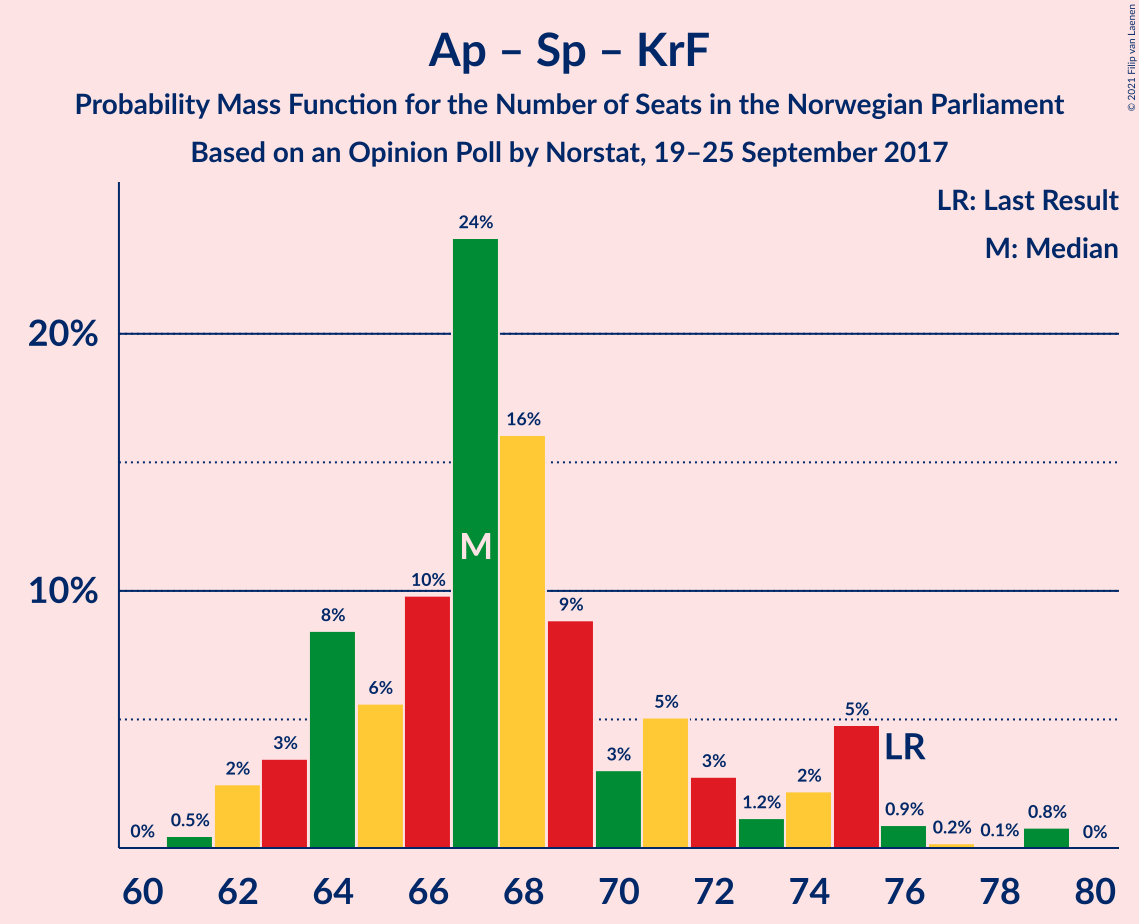 Ap – Sp – KrF
Probability Mass Function for the Number of Seats in the Norwegian Parliament
Based on an Opinion Poll by Norstat, 19–25 September 2017
© 2021 Filip van Laenen
LR: Last Result
M: Median
20%
10%
0%
0.5%
2%
3%
8%
6%
10%
24%
16%
9%
3%
5%
3%
1.2%
2%
5%
0.9%
0.2%
0.1%
0.8%
0%
M
LR
60 62 64 66 68 70 72 74 76 78 80